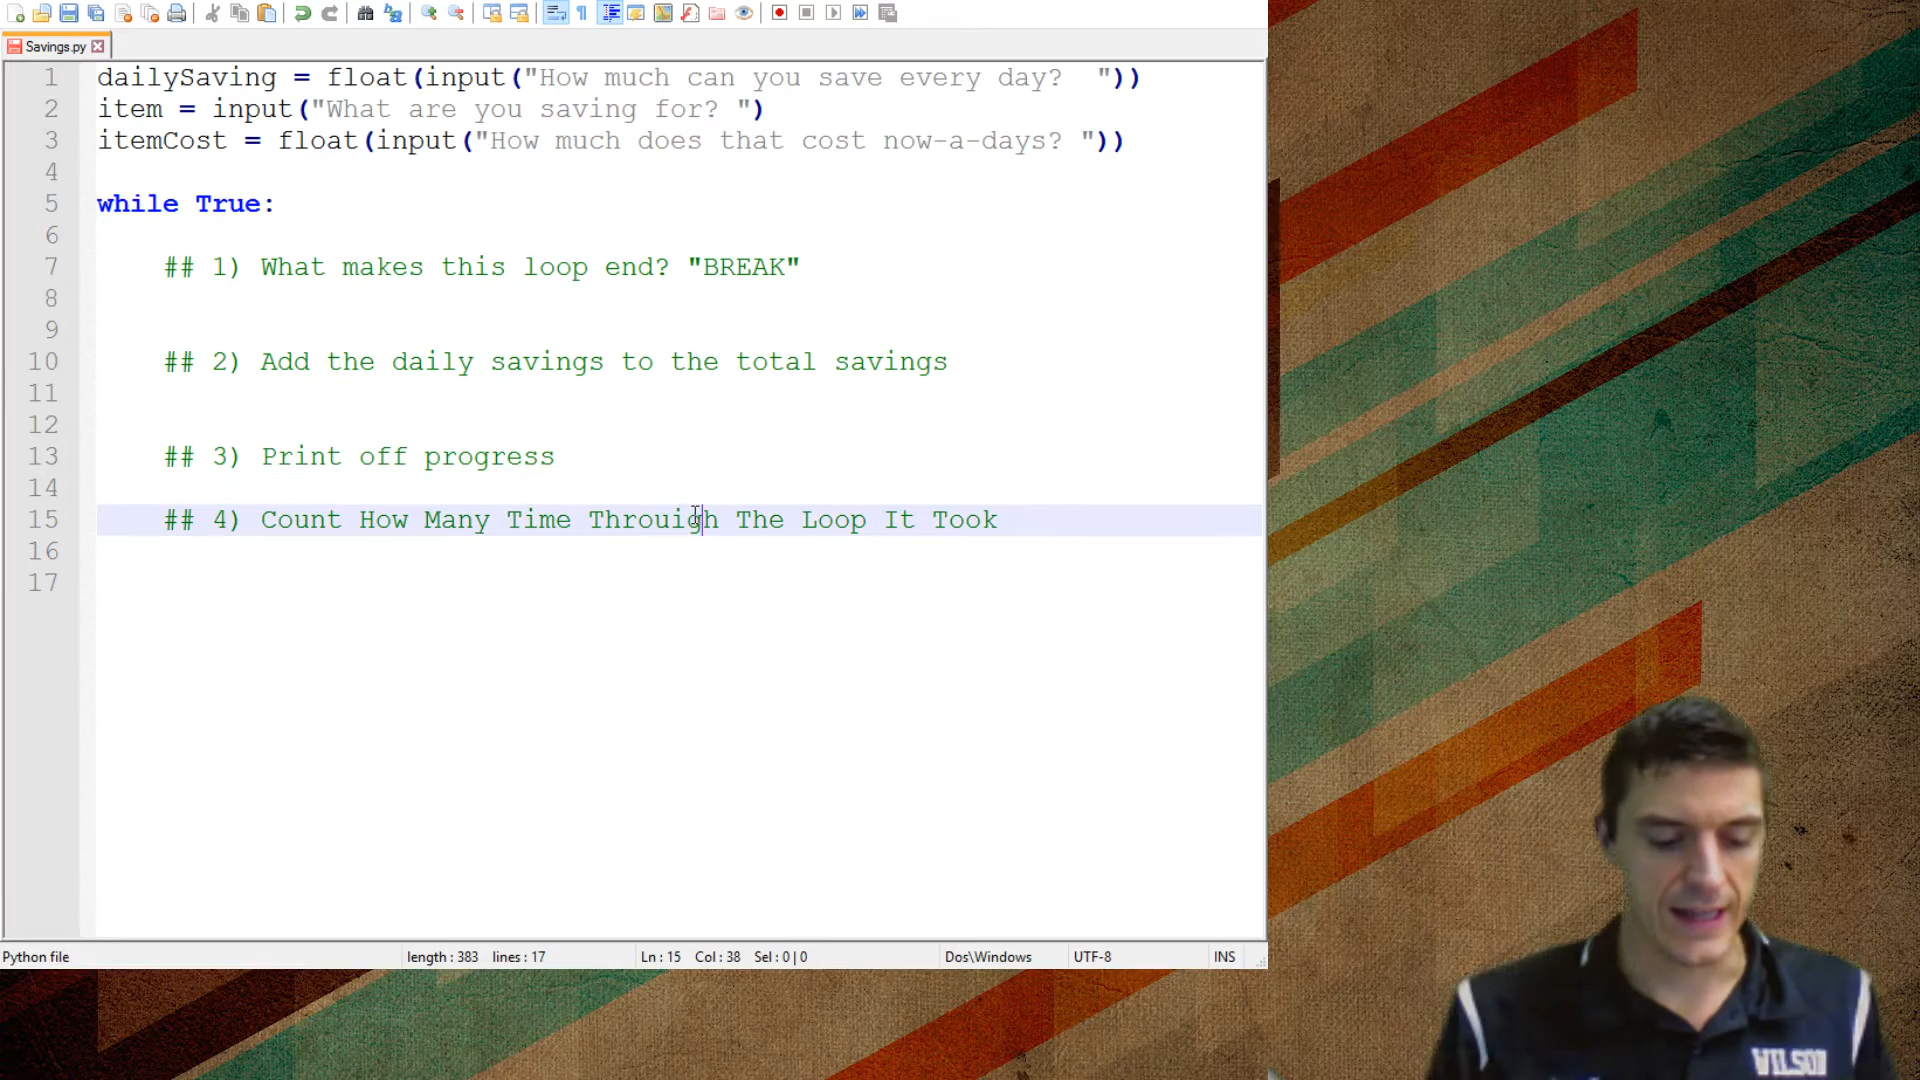 Savings.py
1 dailySaving = float(input("How much can you save every day?  "))
2 item = input("What are you saving for? ")
3 itemCost = float(input("How much does that cost now-a-days? "))
4
5 while True:
6
7 ## 1) What makes this loop end? "BREAK"
8
9
10 ## 2) Add the daily savings to the total savings
11
12
13 ## 3) Print off progress
14
15 ## 4) Count How Many Time Throuigh The Loop It Took
16
17
Python file length : 383 lines : 17 Ln : 15 Col : 38 Sel : 0 | 0 Dos\Windows UTF-8 INS
WILSON